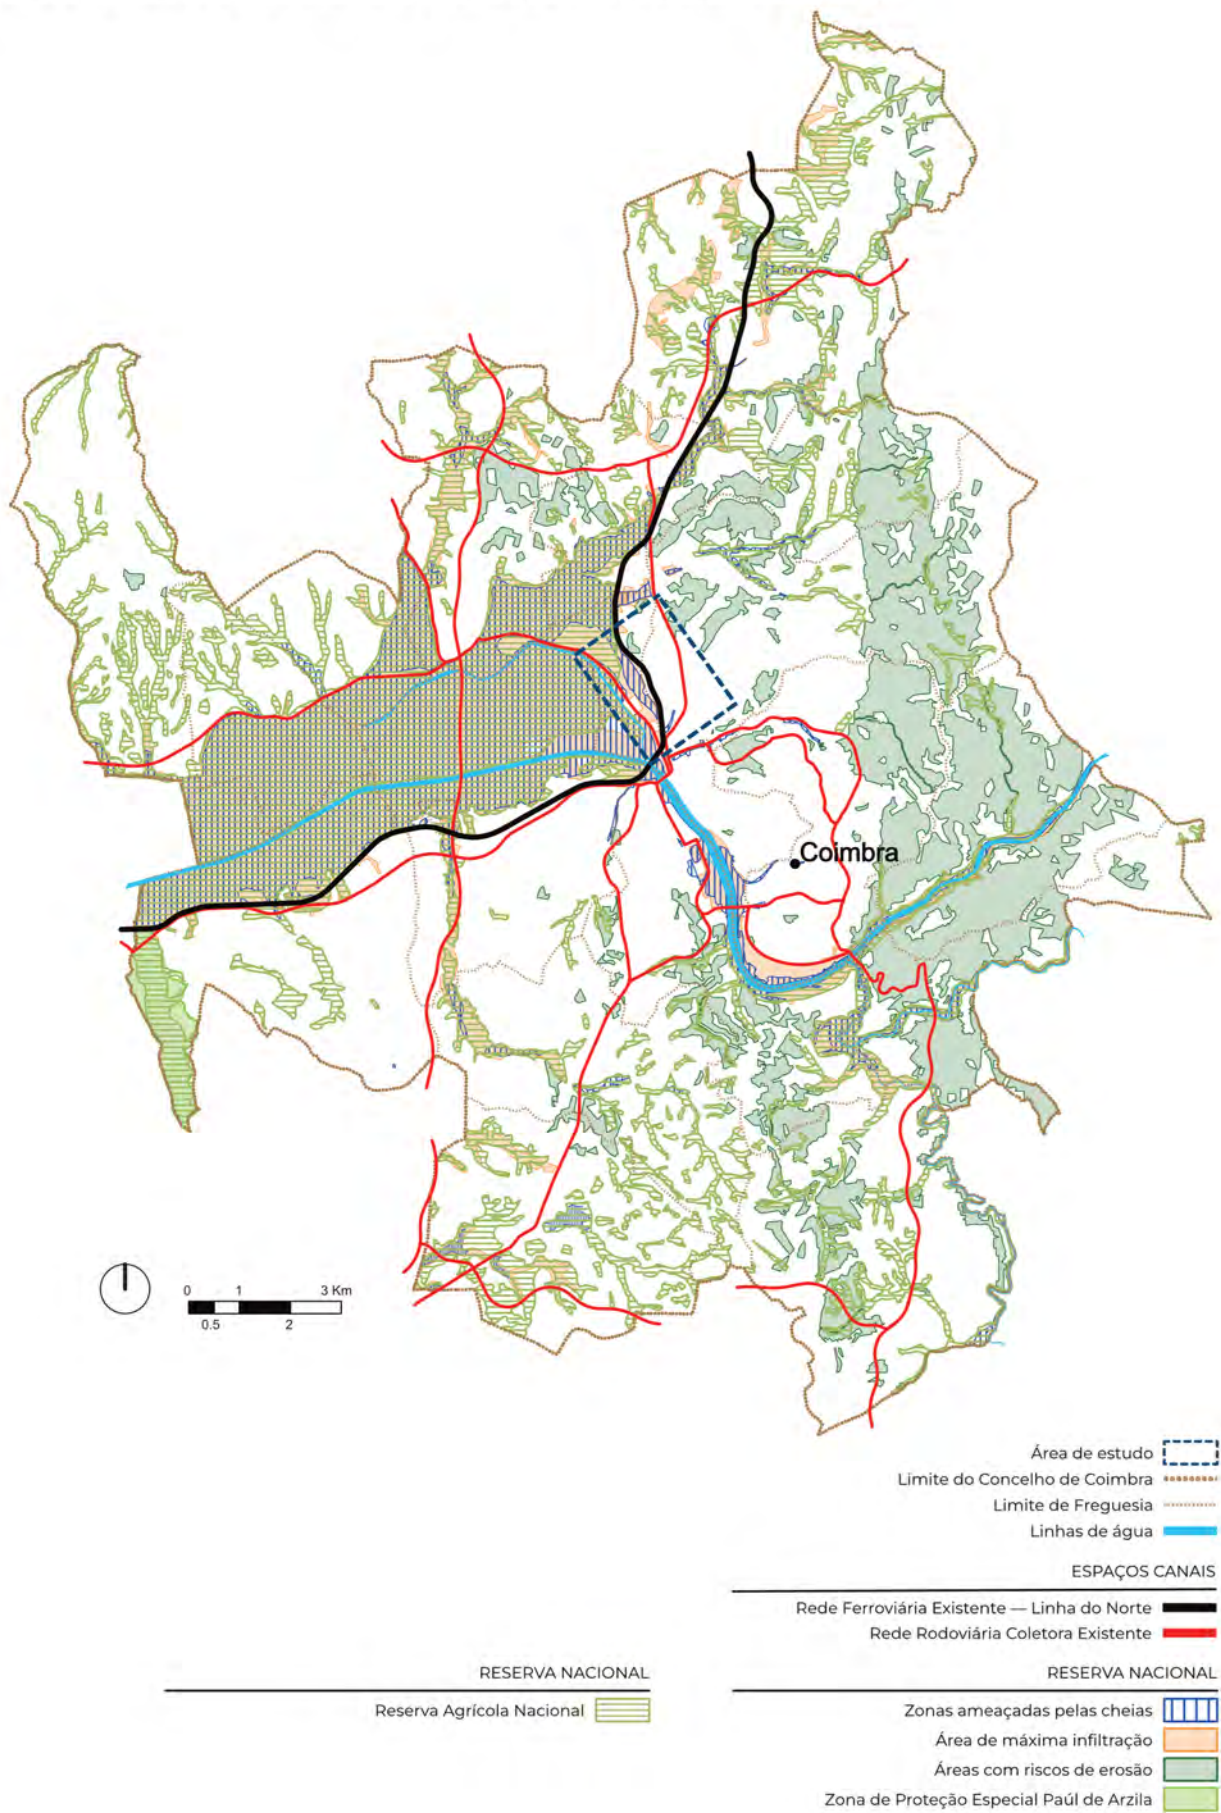 Coimbra
0 1 3 Km
0.5 2
Área de estudo
Limite do Concelho de Coimbra
Limite de Freguesia
Linhas de água
ESPAÇOS CANAIS
Rede Ferroviária Existente — Linha do Norte
Rede Rodoviária Coletora Existente
RESERVA NACIONAL
Reserva Agrícola Nacional
RESERVA NACIONAL
Zonas ameaçadas pelas cheias
Área de máxima infiltração
Áreas com riscos de erosão
Zona de Proteção Especial Paúl de Arzila